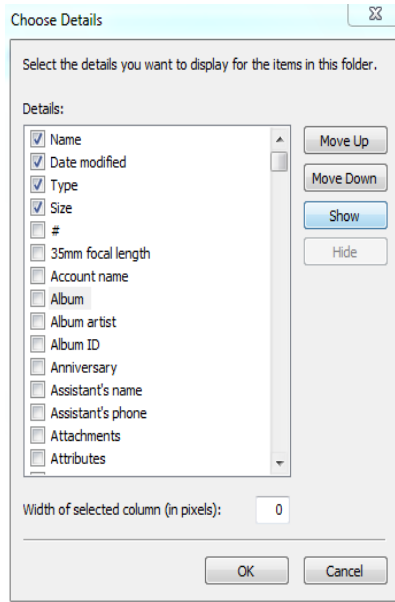 Choose Details
Select the details you want to display for the items in this folder.
Details:
Name
Date modified
Type
Size
#
35mm focal length
Account name
Album
Album artist
Album ID
Anniversary
Assistant's name
Assistant's phone
Attachments
Attributes
Move Up
Move Down
Show
Hide
Width of selected column (in pixels): 0
OK Cancel